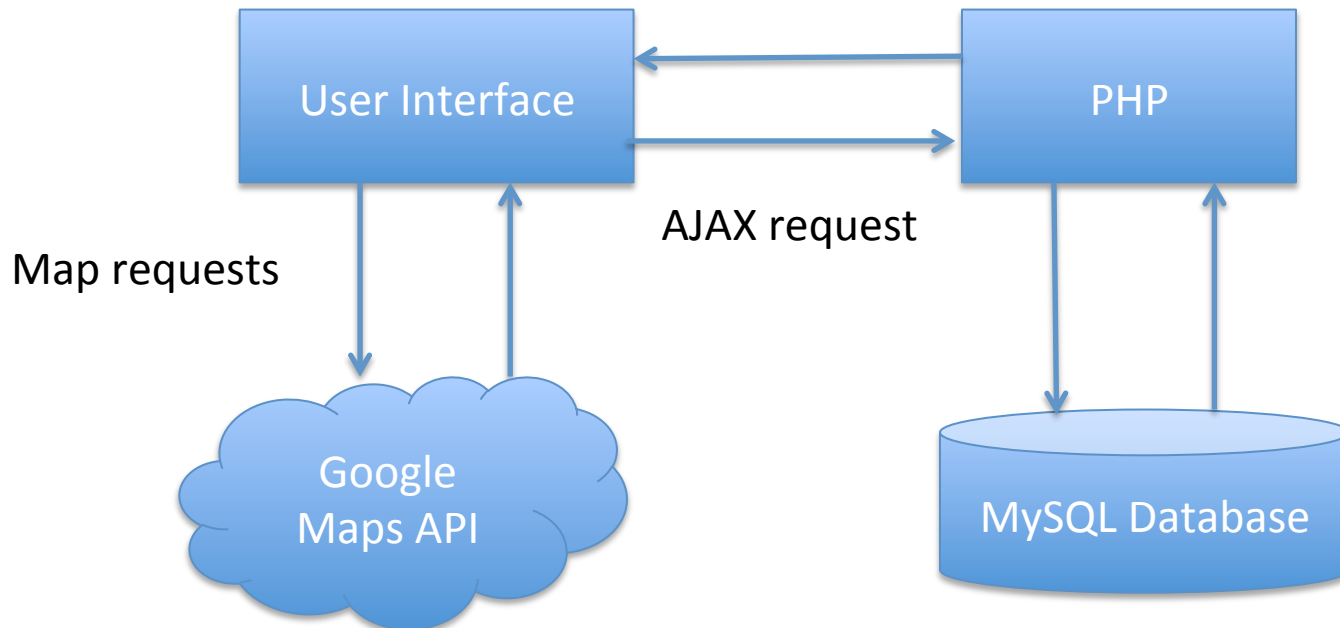 User Interface
PHP
AJAX request
Map requests
Google
Maps API
MySQL Database